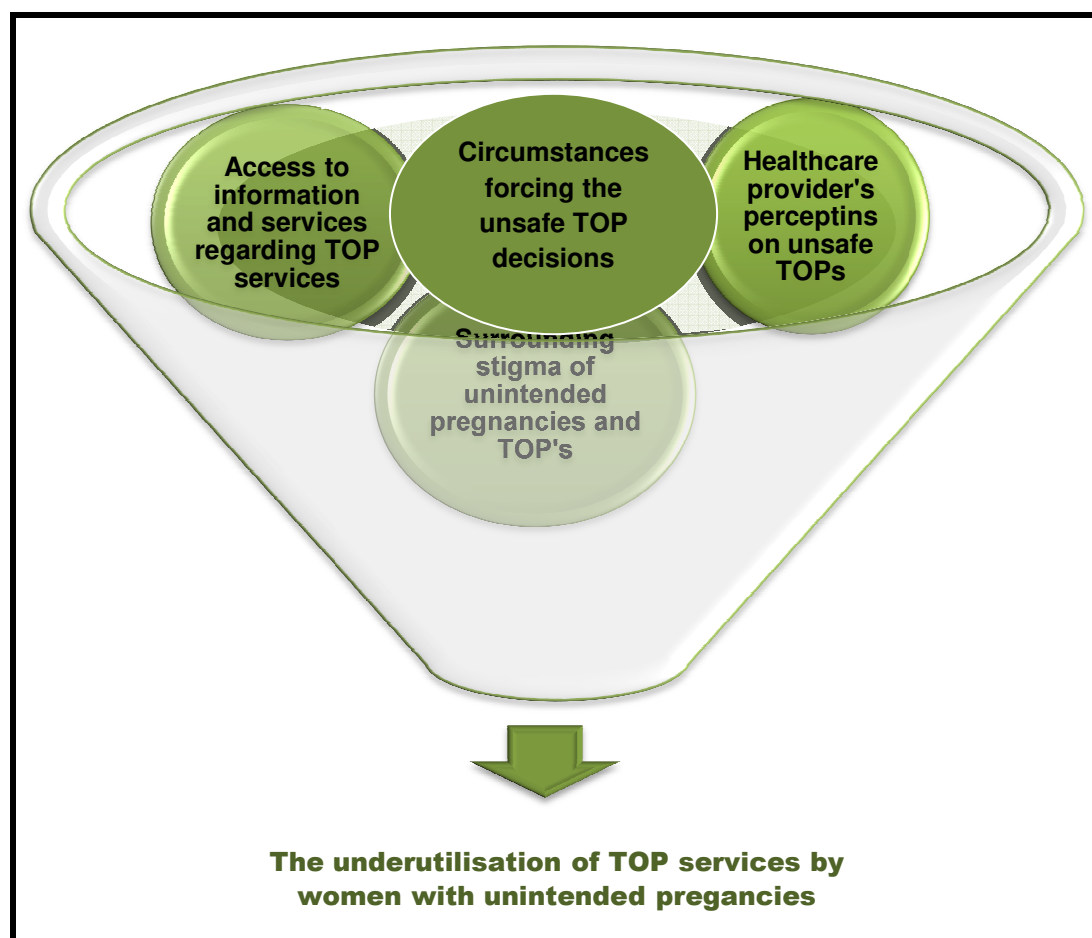 Access to
information
and services
regarding TOP
services
Circumstances
forcing the
unsafe TOP
decisions
Healthcare
provider's
perceptins
on unsafe
TOPs
Surrounding
stigma of
unintended
pregnancies and
TOP's
The underutilisation of TOP services by
women with unintended pregancies